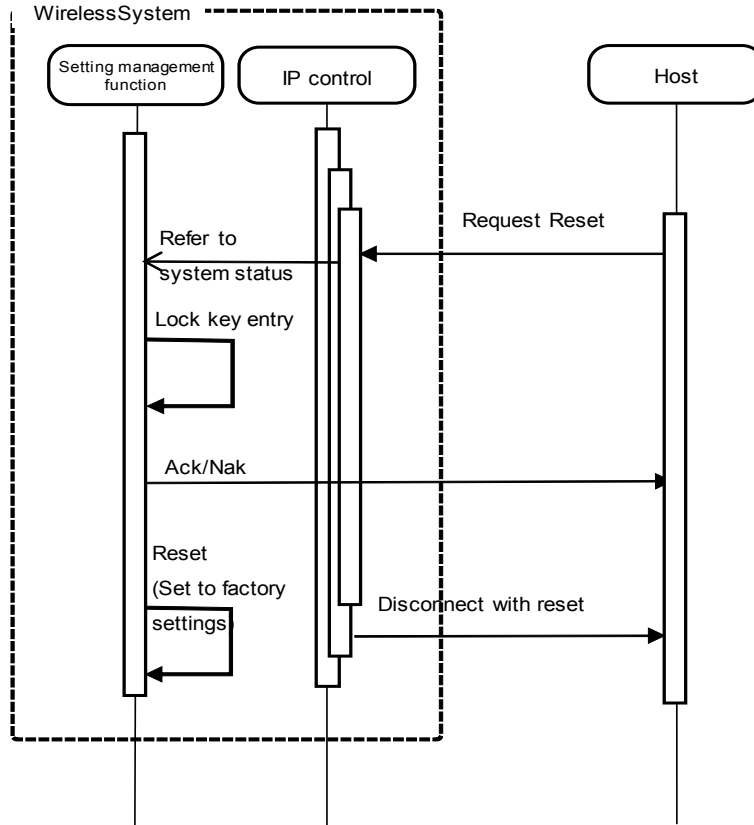 WirelessSystem
Setting management
function
IP control
Host
Request Reset
Refer to
system status
Lock key entry
Ack/Nak
Reset
(Set to factory
settings)
Disconnect with reset